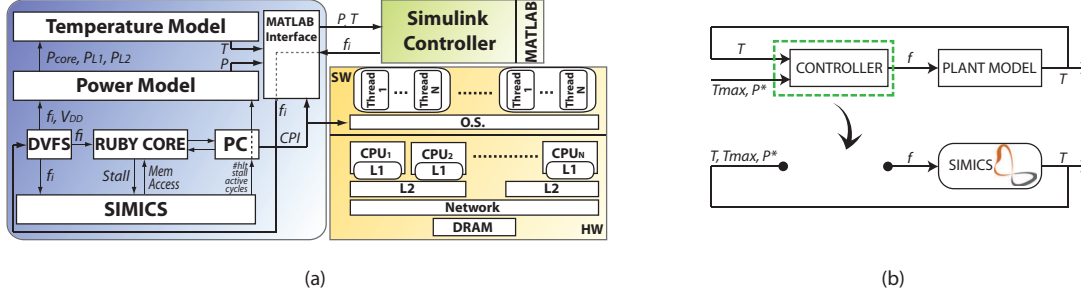 Temperature Model
MATLAB
Interface
P, T
fi
Simulink
Controller
MATLAB
T
P
Pcore, PL1, PL2
Power Model
fi, VDD
fi
DVFS
RUBY CORE
PC
CPI
fi
fi
Stall
Mem
Access
#hlt
stall
active
cycles
SIMICS
SW
Thread 1
...
Thread N
........
Thread 1
...
Thread N
O.S.
CPU1
CPU2
CPUN
L1
L1
L1
L2
L2
Network
DRAM
HW
(a)
T
Tmax, P*
CONTROLLER
f
PLANT MODEL
T
T, Tmax, P*
f
SIMICS
T
(b)